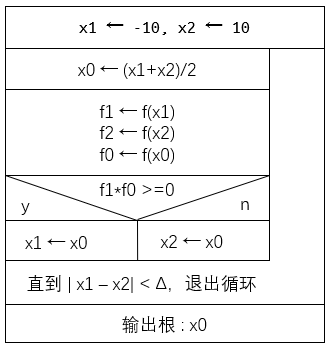 x1 ← -10, x2 ← 10
x0 ← (x1+x2)/2
f1 ← f(x1)
f2 ← f(x2)
f0 ← f(x0)
f1*f0 >=0
y
n
x1 ← x0
x2 ← x0
直到 | x1 – x2| < Δ，退出循环
输出根 : x0